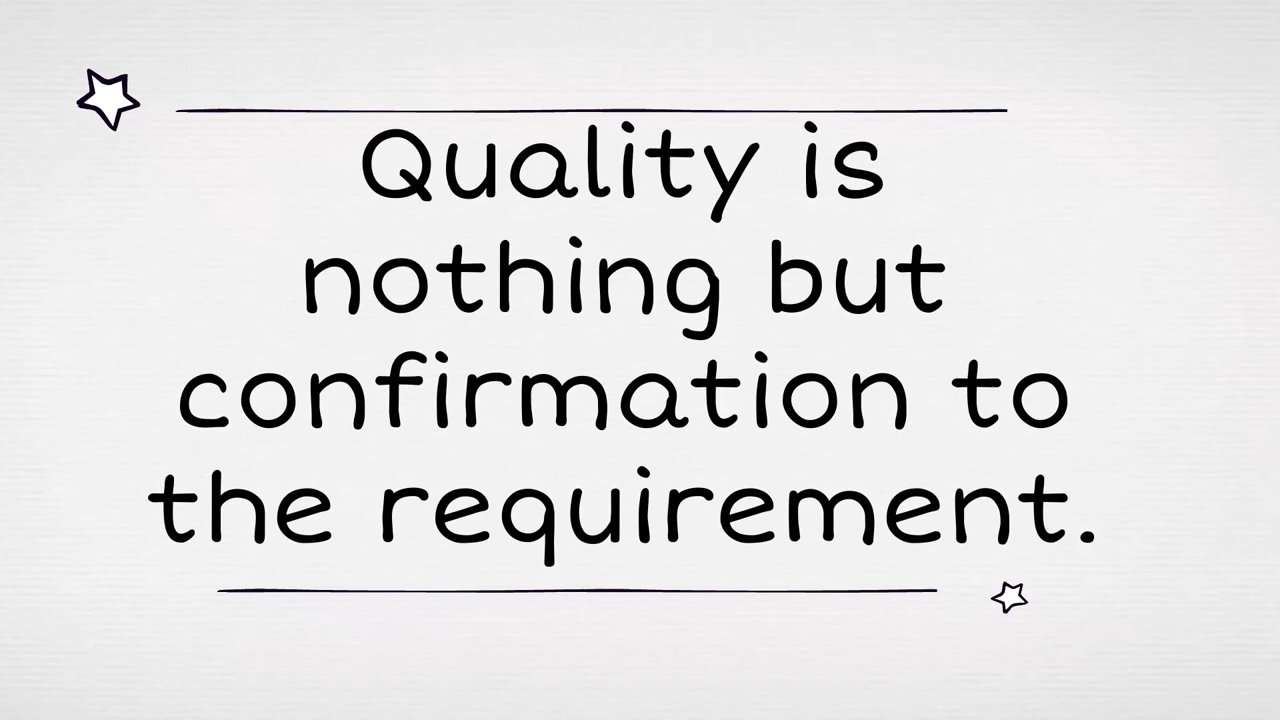 Quality is
nothing but
confirmation to
the requirement.